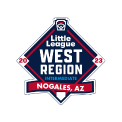 Little League
WEST
REGION
20 23
INTERMEDIATE
NOGALES, AZ